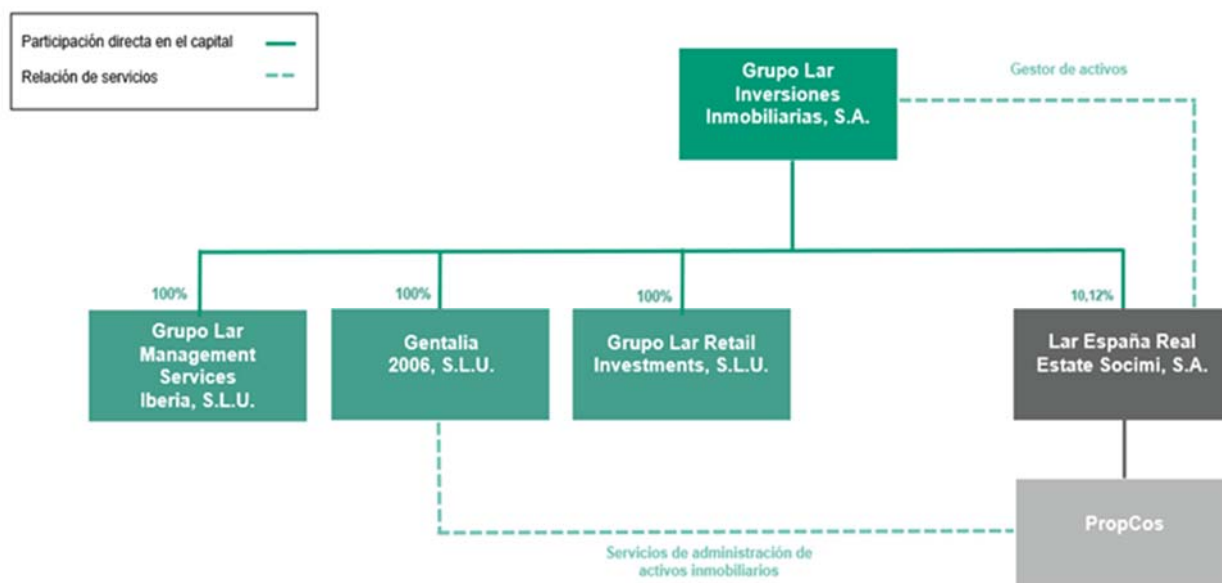 Participación directa en el capital
Relación de servicios
Grupo Lar
Inversiones
Inmobiliarias, S.A.
Gestor de activos
100%
100%
100%
10,12%
Grupo Lar
Management
Services
Iberia, S.L.U.
Gentalia
2006, S.L.U.
Grupo Lar Retail
Investments, S.L.U.
Lar España Real
Estate Socimi, S.A.
PropCos
Servicios de administración de
activos inmobiliarios